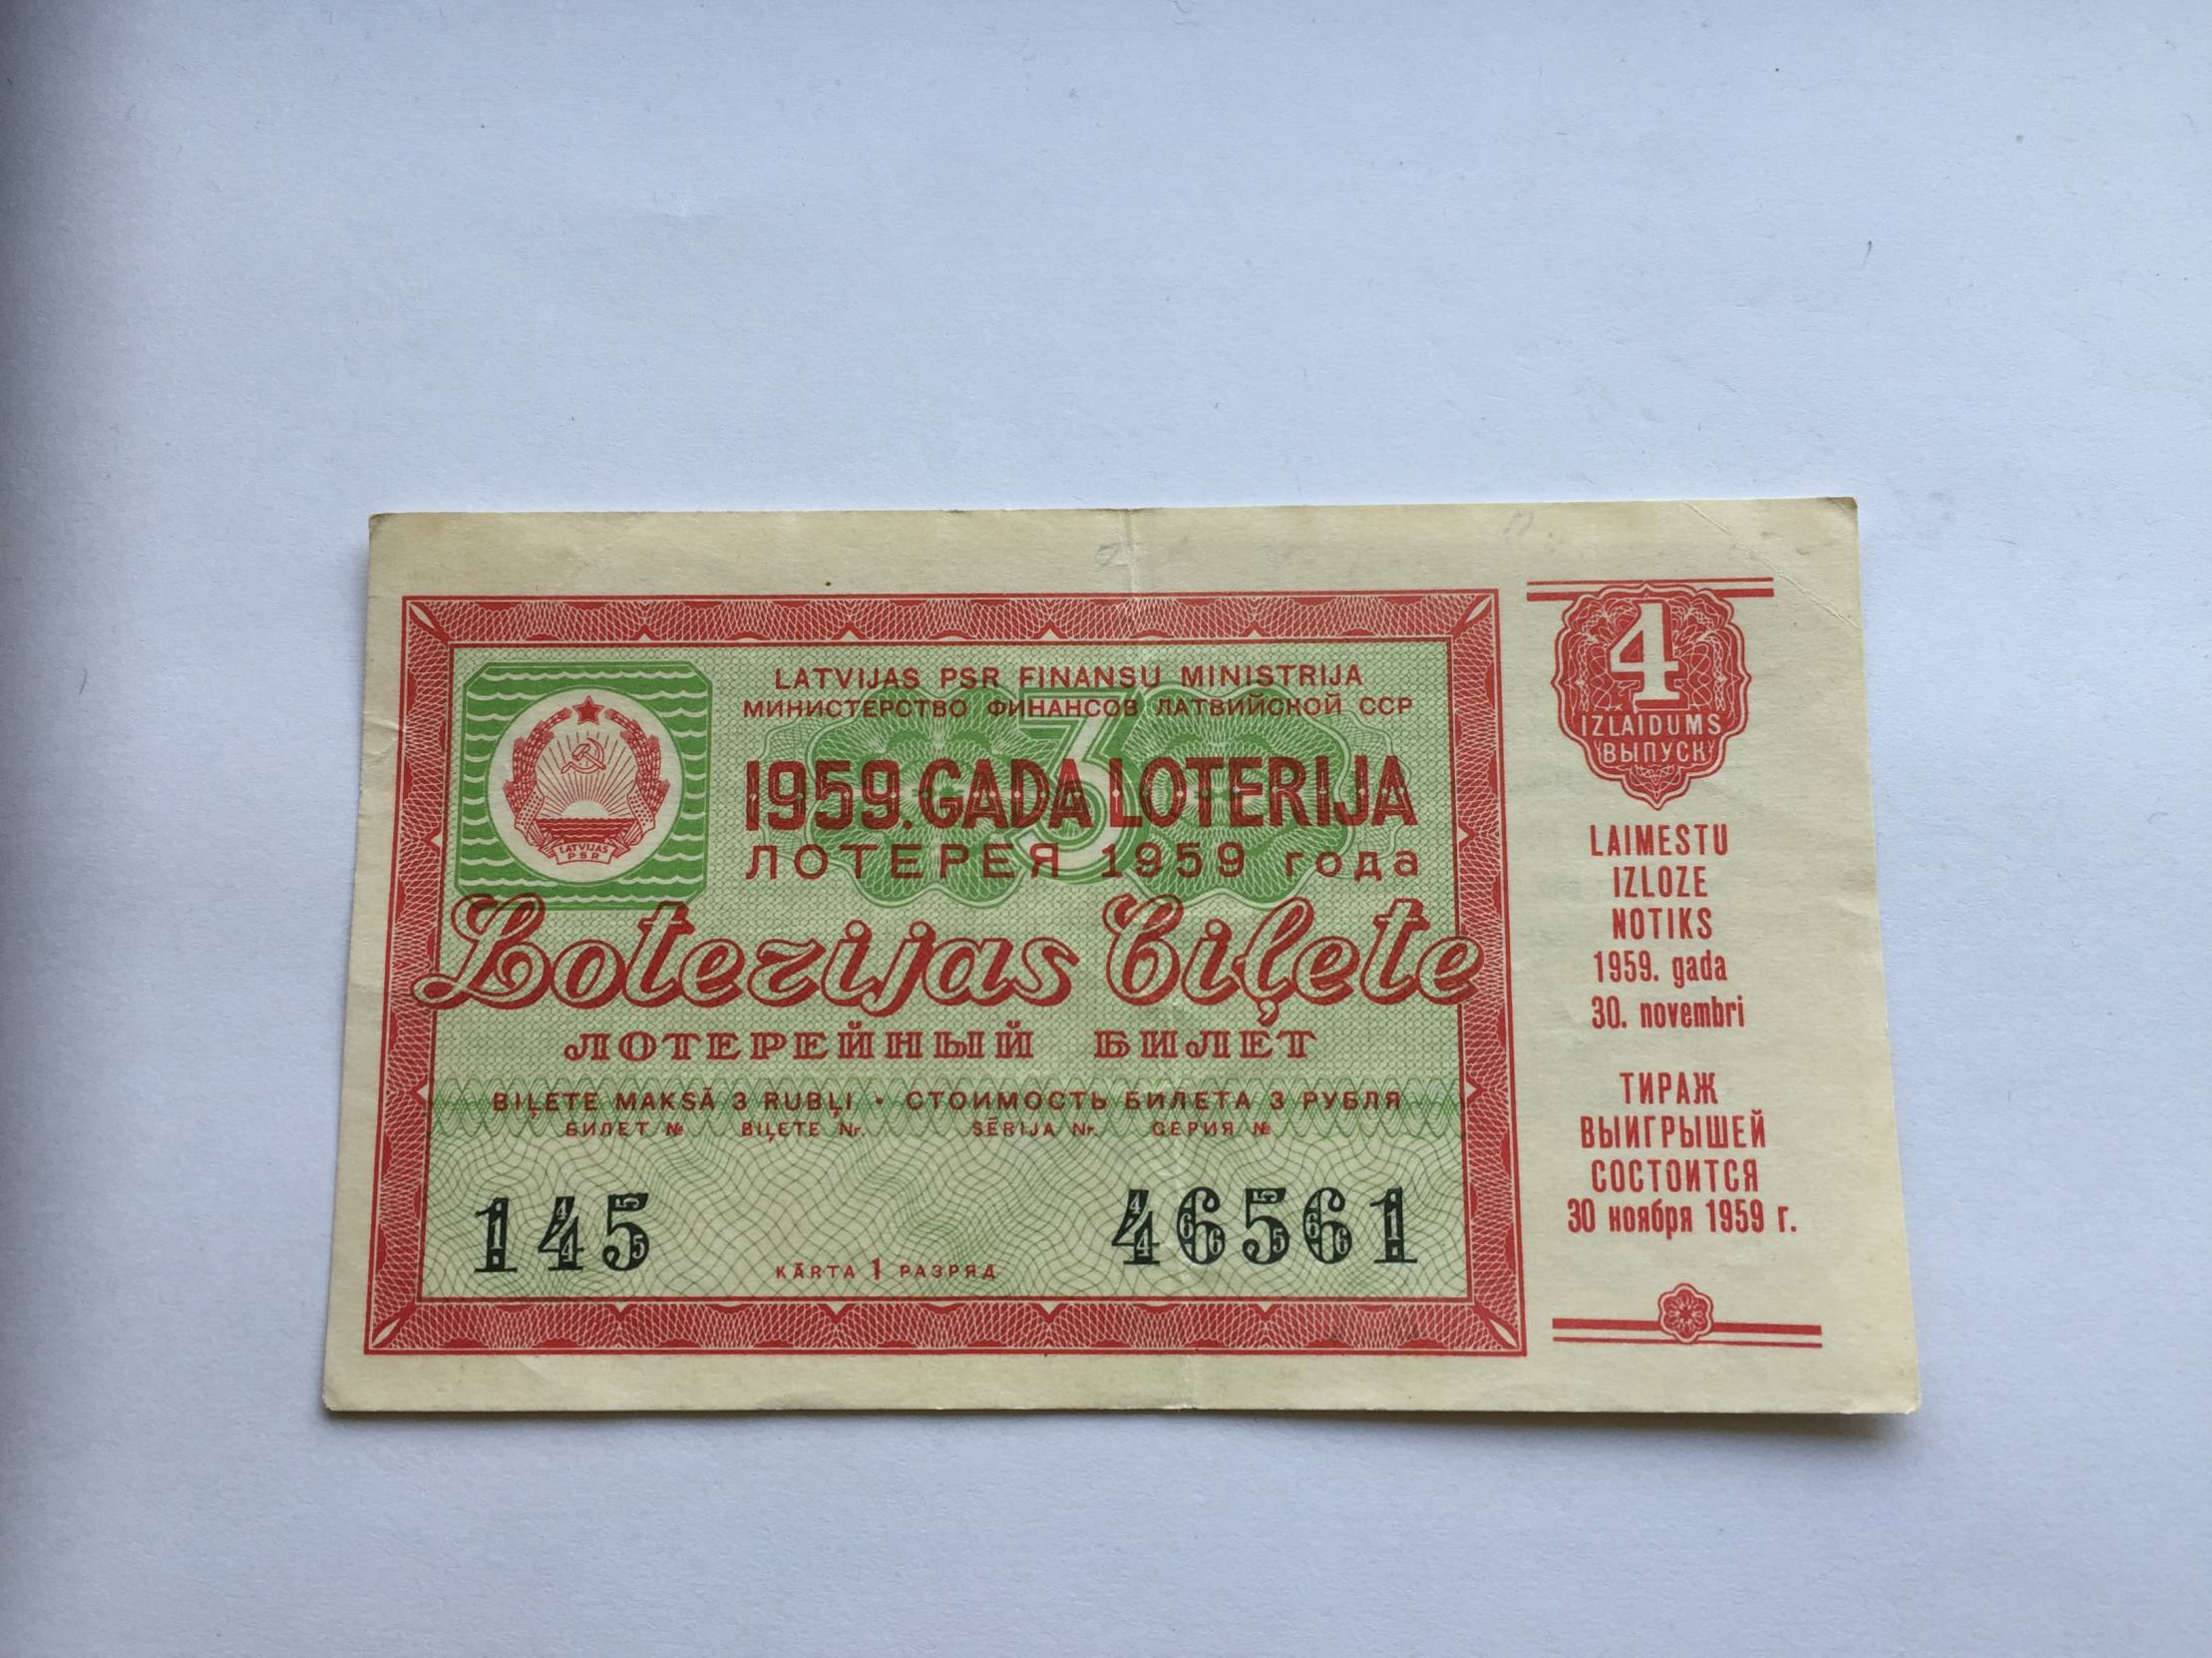 LATVIJAS PSR FINANSU MINISTRIJA
МИНИСТЕРСТВО ФИНАНСОВ ЛАТВИЙСКОЙ ССР
3
1959. GADA LOTERIJA
ЛОТЕРЕЯ 1959 года
LATVIJAS
PSR
Loterijas biļete
ЛОТЕРЕЙНЫЙ БИЛЕТ
BIĻETE MAKSĀ 3 RUBĻI • СТОИМОСТЬ БИЛЕТА 3 РУБЛЯ
БИЛЕТ № BIĻETE Nr. SĒRIJA Nr. СЕРИЯ №
145 46561
KĀRTA 1 РАЗРЯД
4
IZLAIDUMS
ВЫПУСК
LAIMESTU
IZLOZE
NOTIKS
1959. gada
30. novembri
ТИРАЖ
ВЫИГРЫШЕЙ
СОСТОИТСЯ
30 ноября 1959 г.